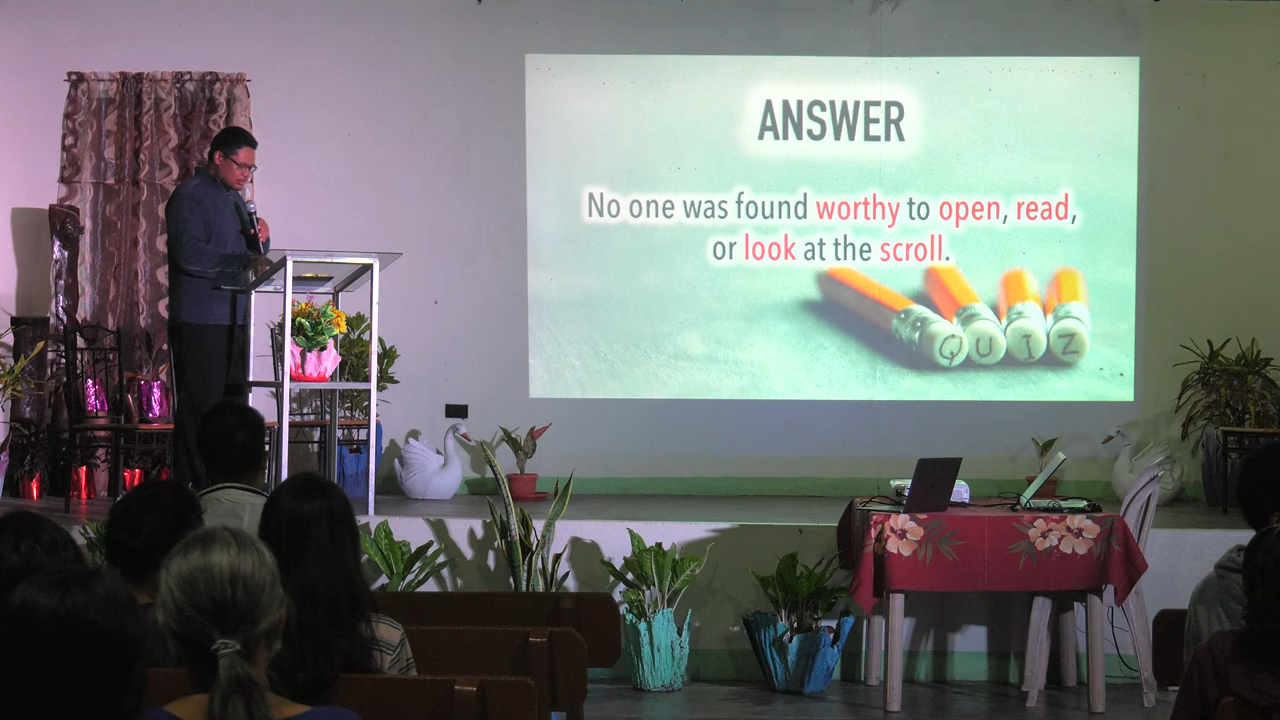 ANSWER
No one was found worthy to open, read,
or look at the scroll.
QUIZ